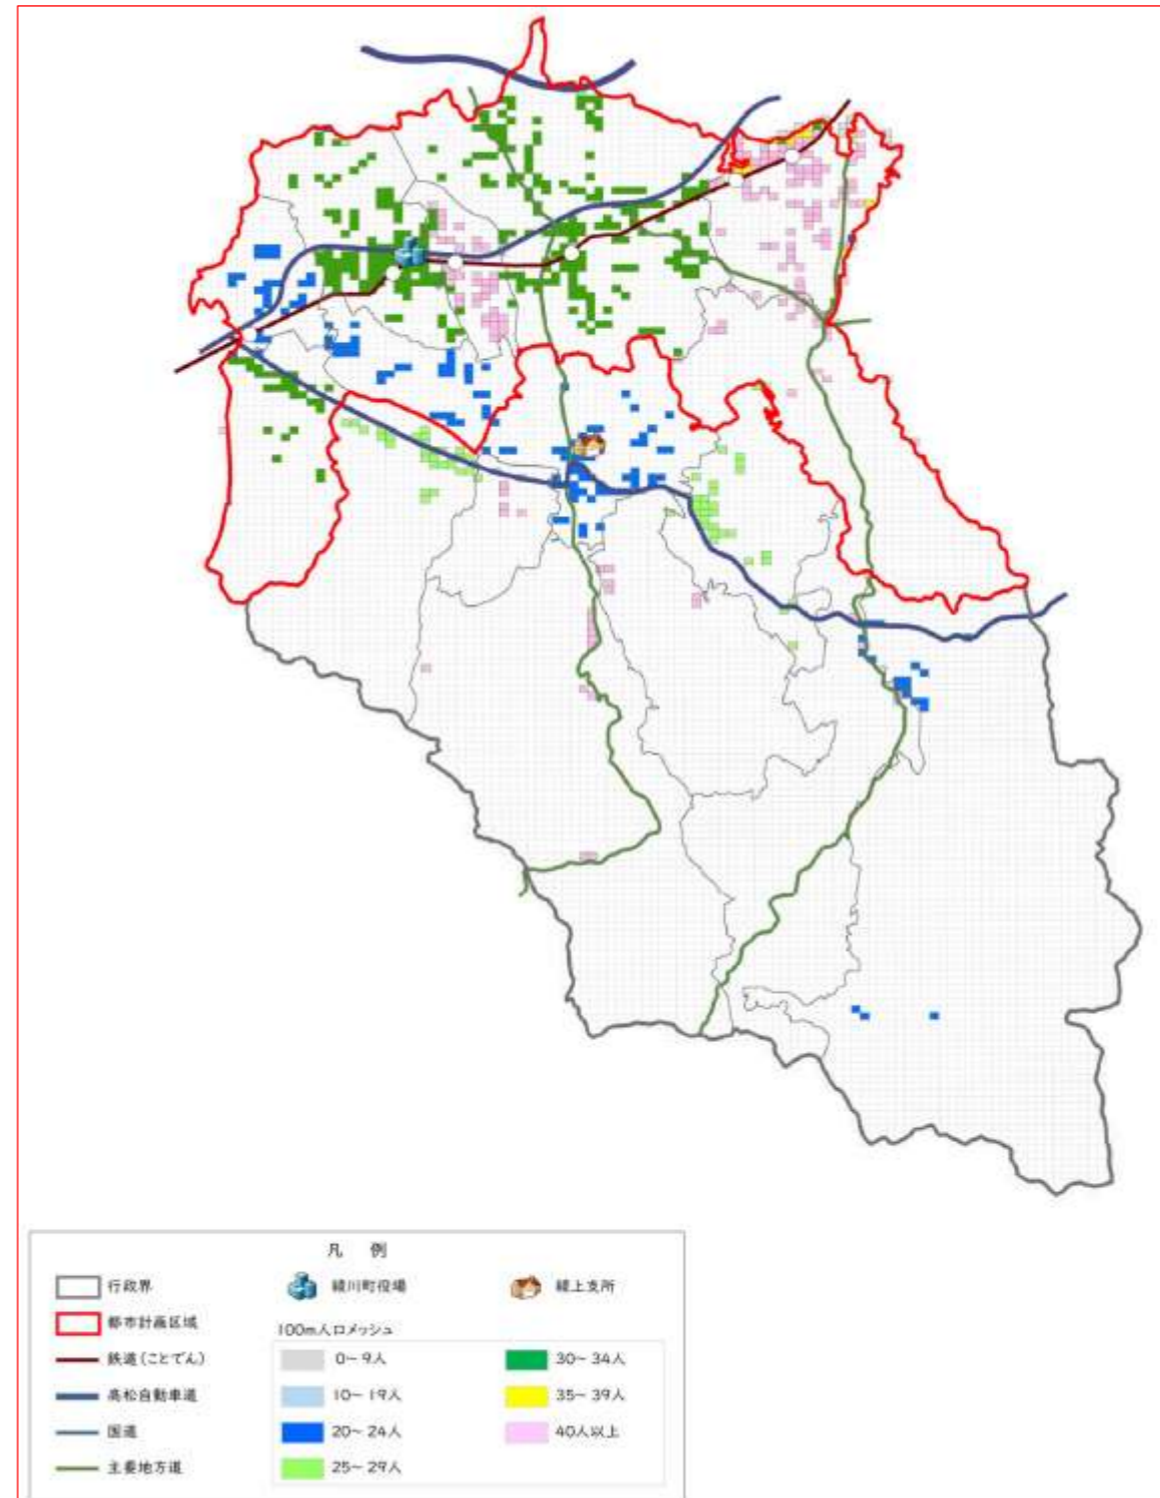 凡 例
行政界
綾川町役場
綾上支所
都市計画区域
100m人口メッシュ
鉄道(ことでん)
0~9人
30~34人
高松自動車道
10~19人
35~39人
国道
20~24人
40人以上
主要地方道
25~29人